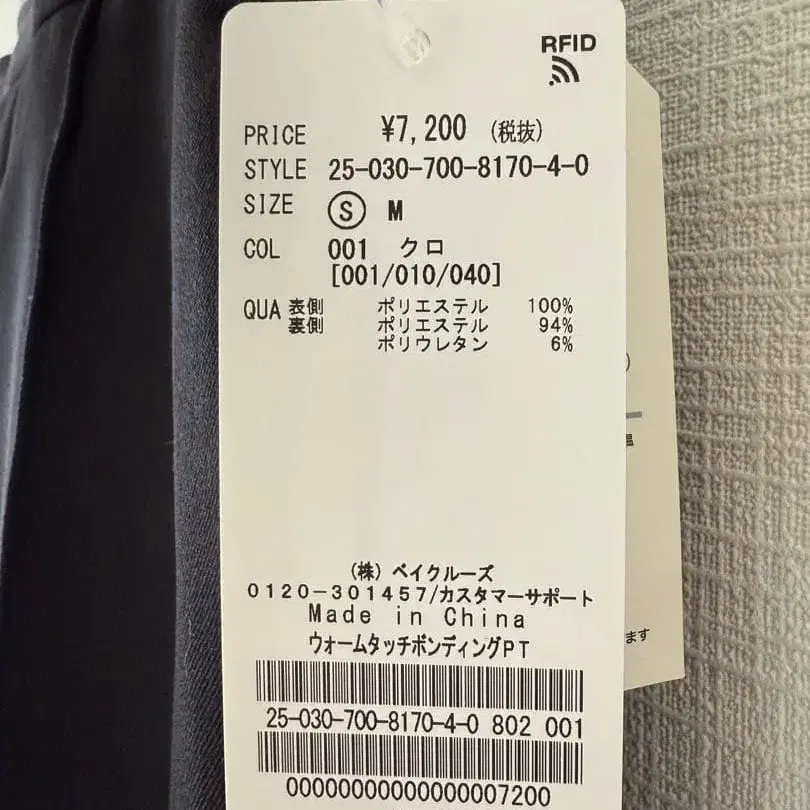 RFID
PRICE ¥7,200 (税抜)
STYLE 25-030-700-8170-4-0
SIZE Ⓢ M
COL 001 クロ
[001/010/040]
QUA 表側 ポリエステル 100%
裏側 ポリエステル 94%
ポリウレタン 6%
(株) ベイクルーズ
0120-301457/カスタマーサポート
Made in China
ウォームタッチボンディングPT
25-030-700-8170-4-0 802 001
00000000000000007200
ます